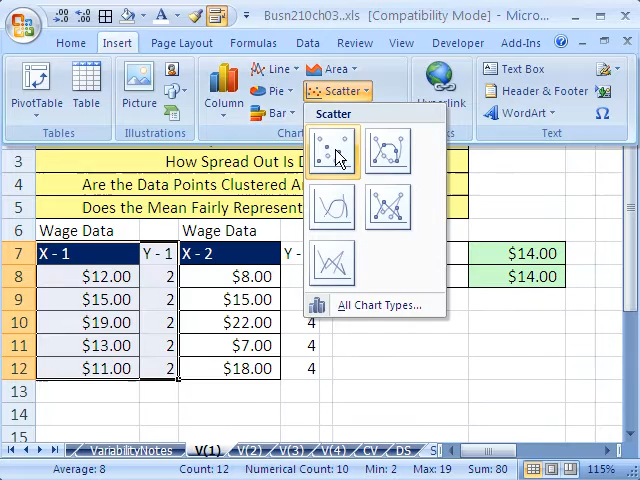 Busn210ch03..xls [Compatibility Mode] - Micro...
Home Insert Page Layout Formulas Data Review View Developer Add-Ins
PivotTable Table Picture Column Line Pie Bar Area Scatter Hyperlink Text Box Header & Footer WordArt
Tables Illustrations Text
Scatter
All Chart Types...
3 How Spread Out Is D
4 Are the Data Points Clustered Ar
5 Does the Mean Fairly Represent
6 Wage Data Wage Data
7 X - 1 Y - 1 X - 2 Y - $14.00
8 $12.00 2 $8.00 $14.00
9 $15.00 2 $15.00
10 $19.00 2 $22.00 4
11 $13.00 2 $7.00 4
12 $11.00 2 $18.00 4
13
14
15
VariabilityNotes V(1) V(2) V(3) V(4) CV DS S
Average: 8 Count: 12 Numerical Count: 10 Min: 2 Max: 19 Sum: 80 115%